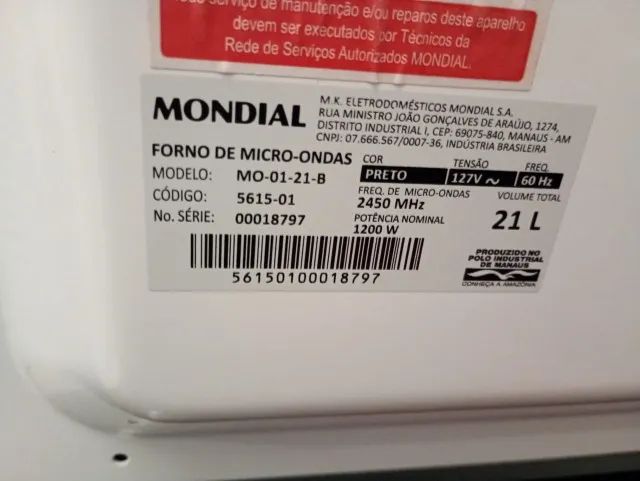 serviço de manutenção e/ou reparos deste aparelho
devem ser executados por Técnicos da
Rede de Serviços Autorizados MONDIAL.
MONDIAL
M.K. ELETRODOMÉSTICOS MONDIAL S.A.
RUA MINISTRO JOÃO GONÇALVES DE ARAÚJO, 1274,
DISTRITO INDUSTRIAL I, CEP: 69075-840, MANAUS - AM
CNPJ: 07.666.567/0007-36, INDÚSTRIA BRASILEIRA
FORNO DE MICRO-ONDAS
MODELO: MO-01-21-B
CÓDIGO: 5615-01
No. SÉRIE: 00018797
COR TENSÃO FREQ.
PRETO 127V ~ 60 Hz
FREQ. DE MICRO-ONDAS VOLUME TOTAL
2450 MHz 21 L
POTÊNCIA NOMINAL
1200 W
56150100018797
PRODUZIDO NO
POLO INDUSTRIAL
DE MANAUS
CONHEÇA A AMAZÔNIA